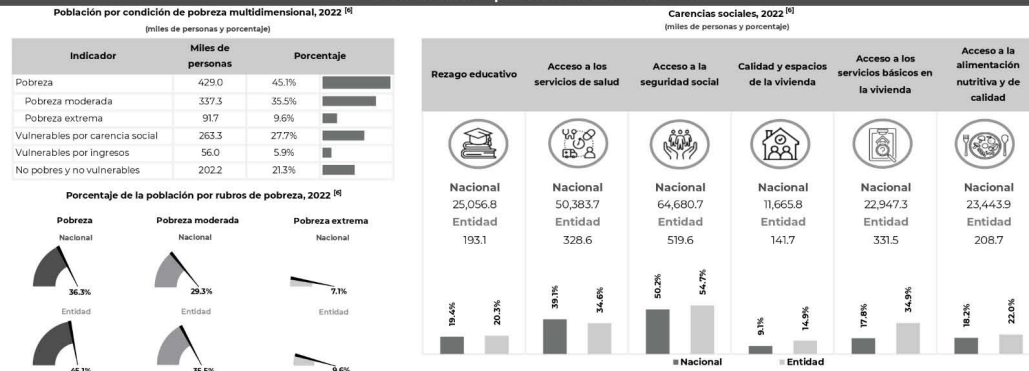 Población por condición de pobreza multidimensional, 2022 [6]
(miles de personas y porcentaje)
Indicador Miles de personas Porcentaje
Pobreza 429.0 45.1%
Pobreza moderada 337.3 35.5%
Pobreza extrema 91.7 9.6%
Vulnerables por carencia social 263.3 27.7%
Vulnerables por ingresos 56.0 5.9%
No pobres y no vulnerables 202.2 21.3%
Porcentaje de la población por rubros de pobreza, 2022 [6]
Pobreza Pobreza moderada Pobreza extrema
Nacional Nacional Nacional
36.3% 29.3% 7.1%
Entidad Entidad Entidad
45.1% 35.5% 9.6%
Carencias sociales, 2022 [6]
(miles de personas y porcentaje)
Rezago educativo
Acceso a los
servicios de salud
Acceso a la
seguridad social
Calidad y espacios
de la vivienda
Acceso a los
servicios básicos en
la vivienda
Acceso a la
alimentación
nutritiva y de
calidad
Nacional Nacional Nacional Nacional Nacional Nacional
25,056.8 50,383.7 64,680.7 11,665.8 22,947.3 23,443.9
Entidad Entidad Entidad Entidad Entidad Entidad
193.1 328.6 519.6 141.7 331.5 208.7
19.4% 20.3% 39.1% 34.6% 50.2% 54.7% 9.1% 14.9% 17.8% 34.9% 18.2% 22.0%
Nacional Entidad